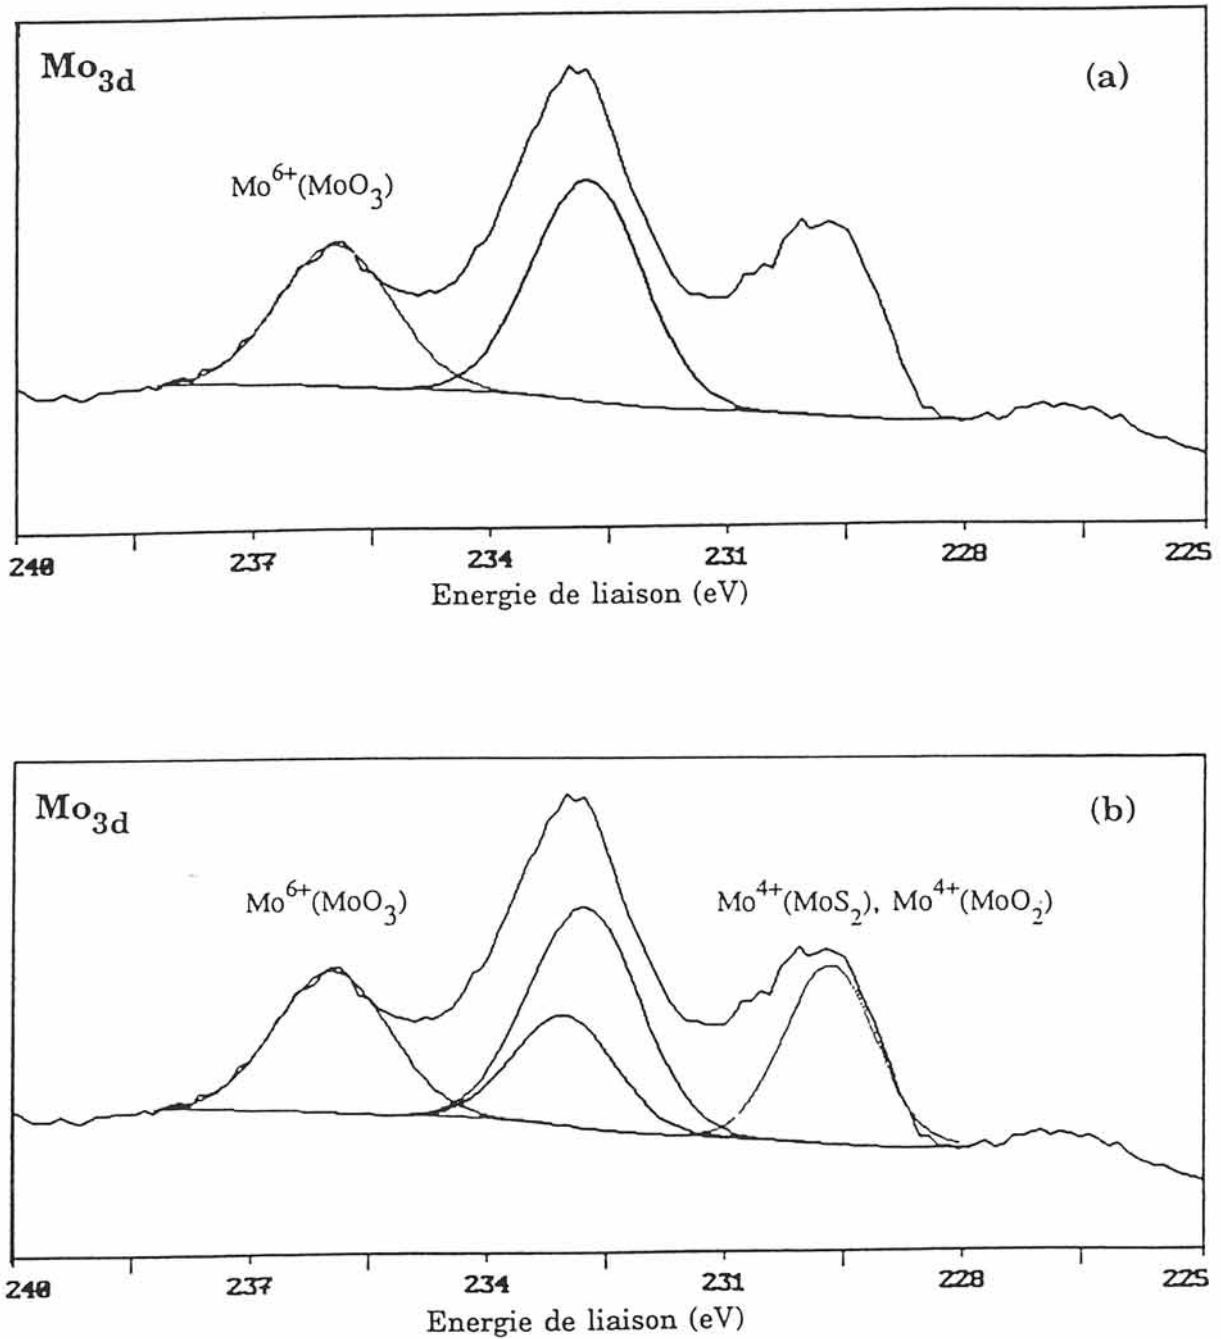 Mo3d
(a)
Mo6+(MoO3)
240 237 234 231 228 225
Energie de liaison (eV)
Mo3d
(b)
Mo6+(MoO3)
Mo4+(MoS2), Mo4+(MoO2)
240 237 234 231 228 225
Energie de liaison (eV)